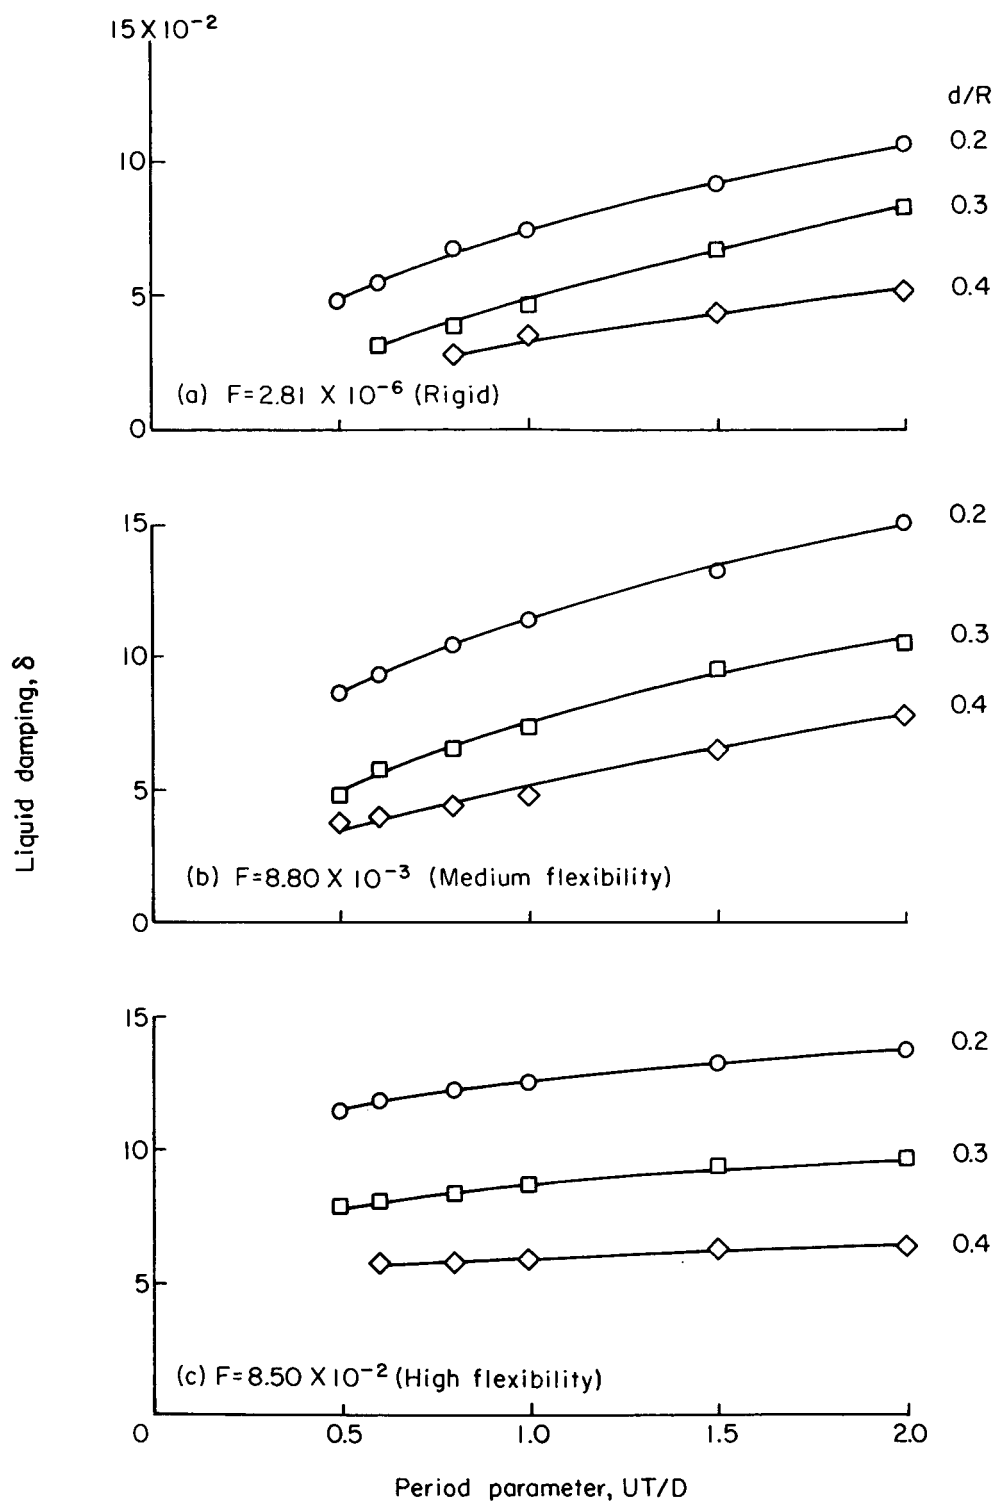 15 X 10⁻²
d/R
0.2
10
0.3
5
0.4
(a) F=2.81 X 10⁻⁶ (Rigid)
0
15
0.2
10
0.3
0.4
5
(b) F=8.80 X 10⁻³ (Medium flexibility)
0
Liquid damping, δ
15
0.2
10
0.3
0.4
5
(c) F=8.50 X 10⁻² (High flexibility)
0 0.5 1.0 1.5 2.0
Period parameter, UT/D